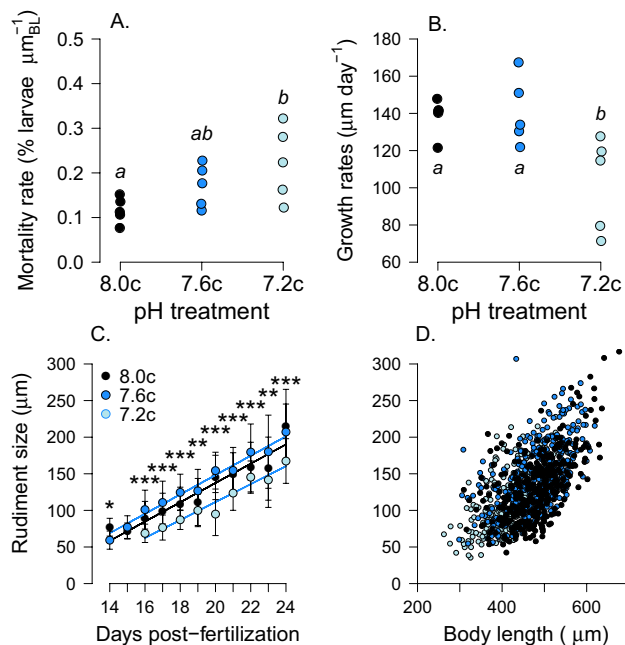 A.
Mortality rate (% larvae μm⁻¹BL)
0.5
0.4
0.3
0.2
0.1
0.0
a
ab
b
8.0c 7.6c 7.2c
pH treatment
B.
Growth rates (μm day⁻¹)
160
140
120
100
80
60
a
a
b
8.0c 7.6c 7.2c
pH treatment
C.
Rudiment size (μm)
300
250
200
150
100
50
0
8.0c
7.6c
7.2c
*
***
***
***
**
***
***
***
**
***
14 16 18 20 22 24
Days post−fertilization
D.
300
250
200
150
100
50
0
200 400 600
Body length ( μm)